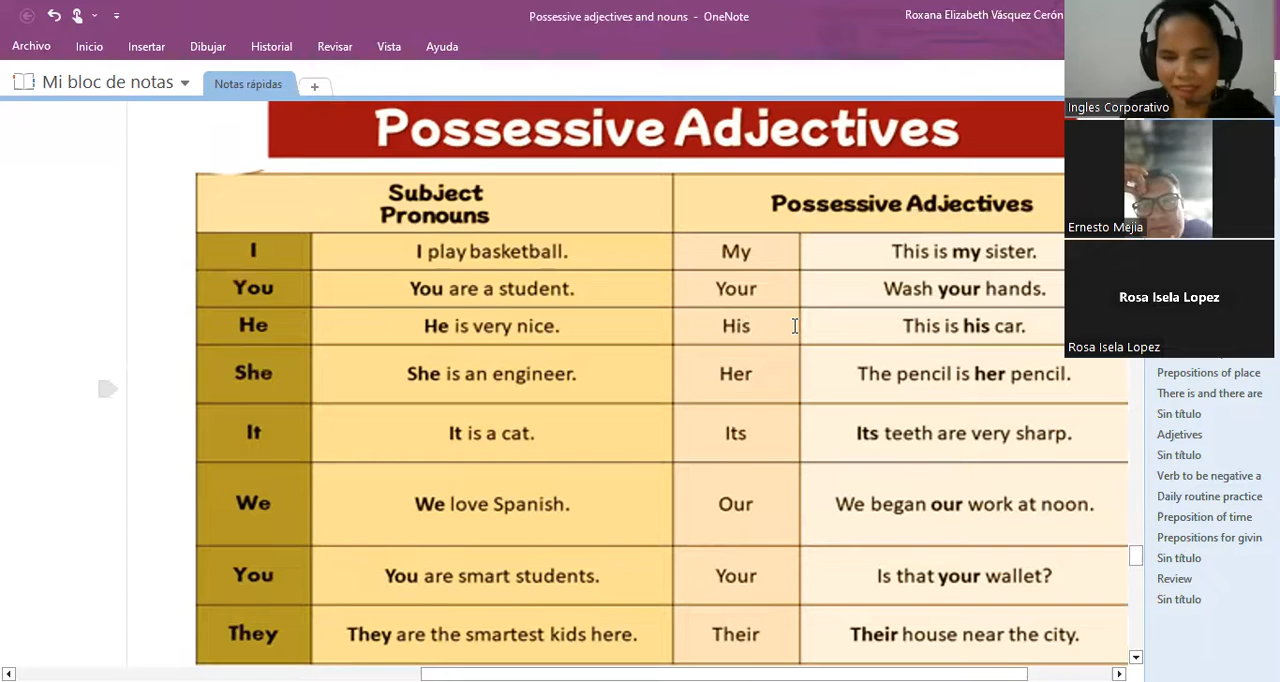 Possessive adjectives and nouns - OneNote
Roxana Elizabeth Vásquez Cerón
Archivo Inicio Insertar Dibujar Historial Revisar Vista Ayuda
Mi bloc de notas Notas rápidas +
Ingles Corporativo
Ernesto Mejia
Rosa Isela Lopez
Rosa Isela Lopez
Possessive Adjectives
Subject
Pronouns
Possessive Adjectives
I I play basketball. My This is my sister.
You You are a student. Your Wash your hands.
He He is very nice. His This is his car.
She She is an engineer. Her The pencil is her pencil.
It It is a cat. Its Its teeth are very sharp.
We We love Spanish. Our We began our work at noon.
You You are smart students. Your Is that your wallet?
They They are the smartest kids here. Their Their house near the city.
Prepositions of place
There is and there are
Sin título
Adjetives
Sin título
Verb to be negative a
Daily routine practice
Preposition of time
Prepositions for givin
Sin título
Review
Sin título